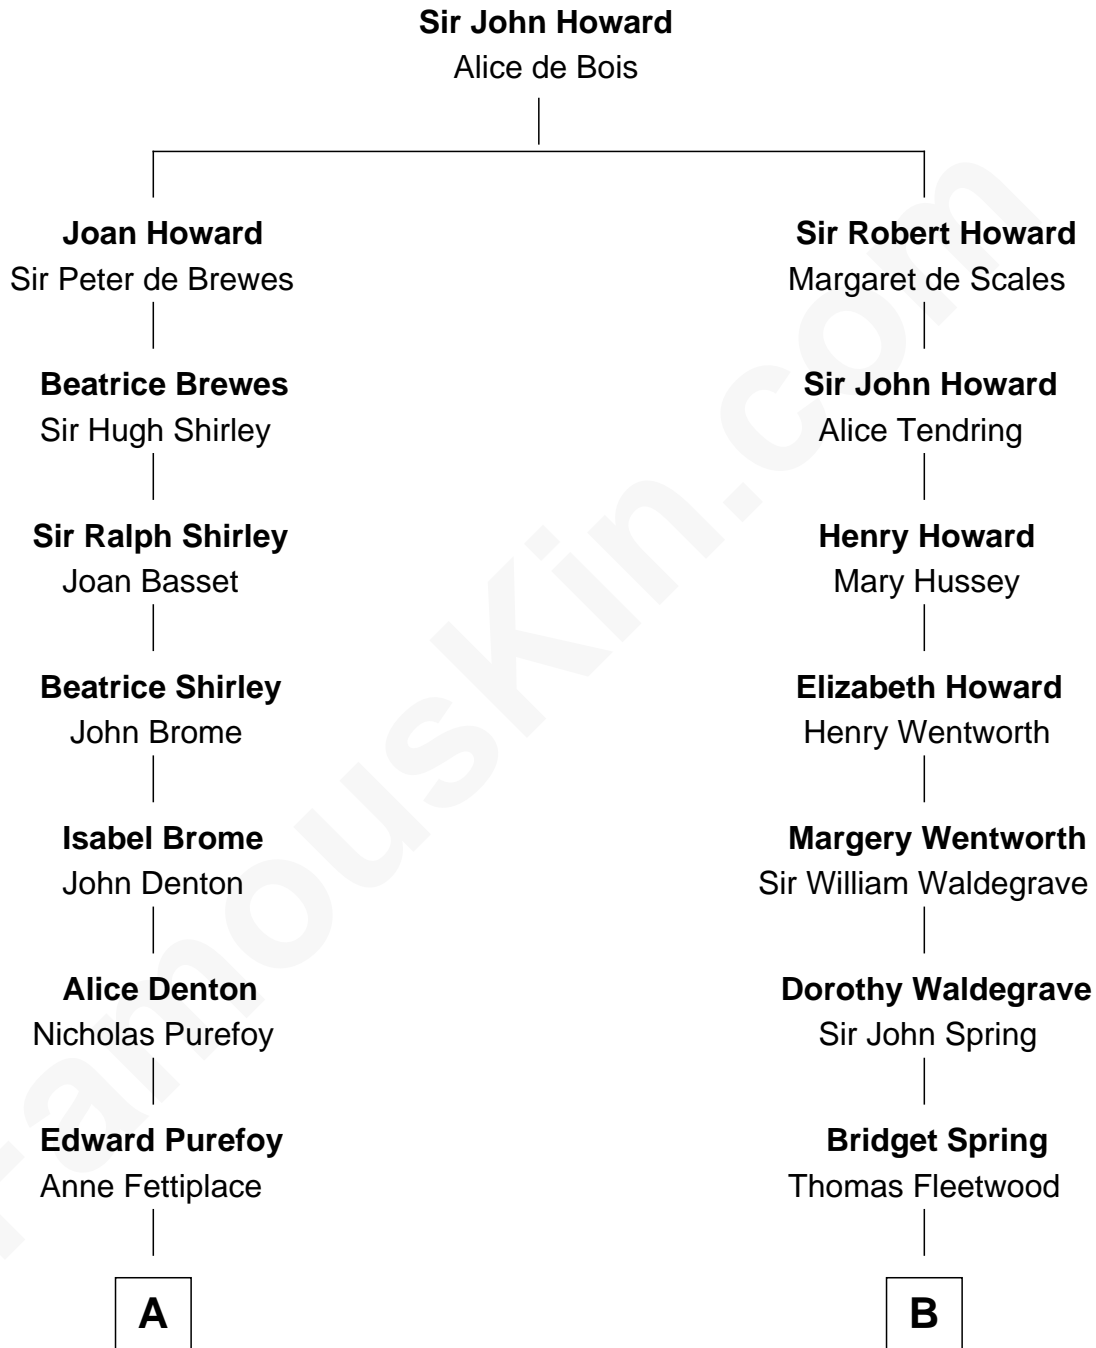 Sir John Howard
Alice de Bois
Joan Howard
Sir Peter de Brewes
Sir Robert Howard
Margaret de Scales
Beatrice Brewes
Sir Hugh Shirley
Sir John Howard
Alice Tendring
Sir Ralph Shirley
Joan Basset
Henry Howard
Mary Hussey
Beatrice Shirley
John Brome
Elizabeth Howard
Henry Wentworth
Isabel Brome
John Denton
Margery Wentworth
Sir William Waldegrave
Alice Denton
Nicholas Purefoy
Dorothy Waldegrave
Sir John Spring
Edward Purefoy
Anne Fettiplace
Bridget Spring
Thomas Fleetwood
A
B
FamousKin.com